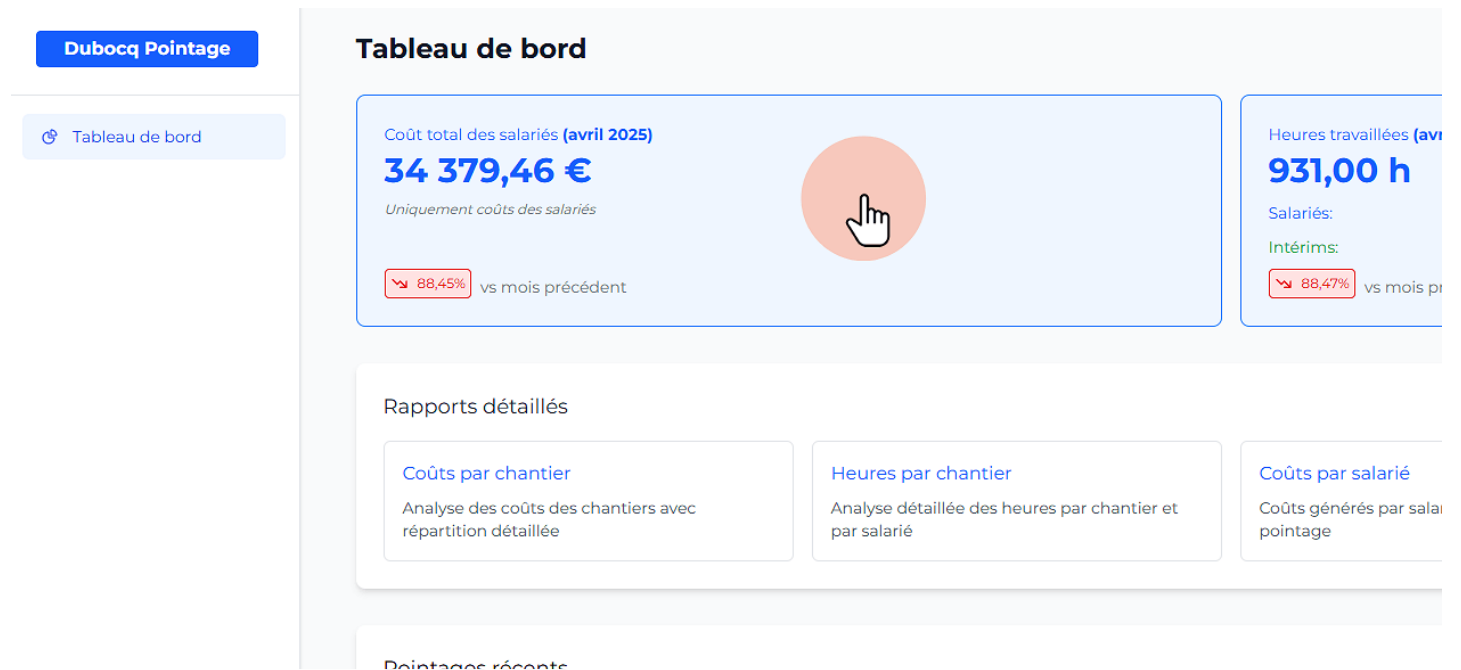 Dubocq Pointage
Tableau de bord
Tableau de bord
Coût total des salariés (avril 2025)
34 379,46 €
Uniquement coûts des salariés
88,45%
vs mois précédent
Heures travaillées
931,00 h
Salariés:
Intérims:
88,47%
vs mois
Rapports détaillés
Coûts par chantier
Analyse des coûts des chantiers avec
répartition détaillée
Heures par chantier
Analyse détaillée des heures par chantier et
par salarié
Coûts par salarié
Coûts générés par
pointage
Pointages récents